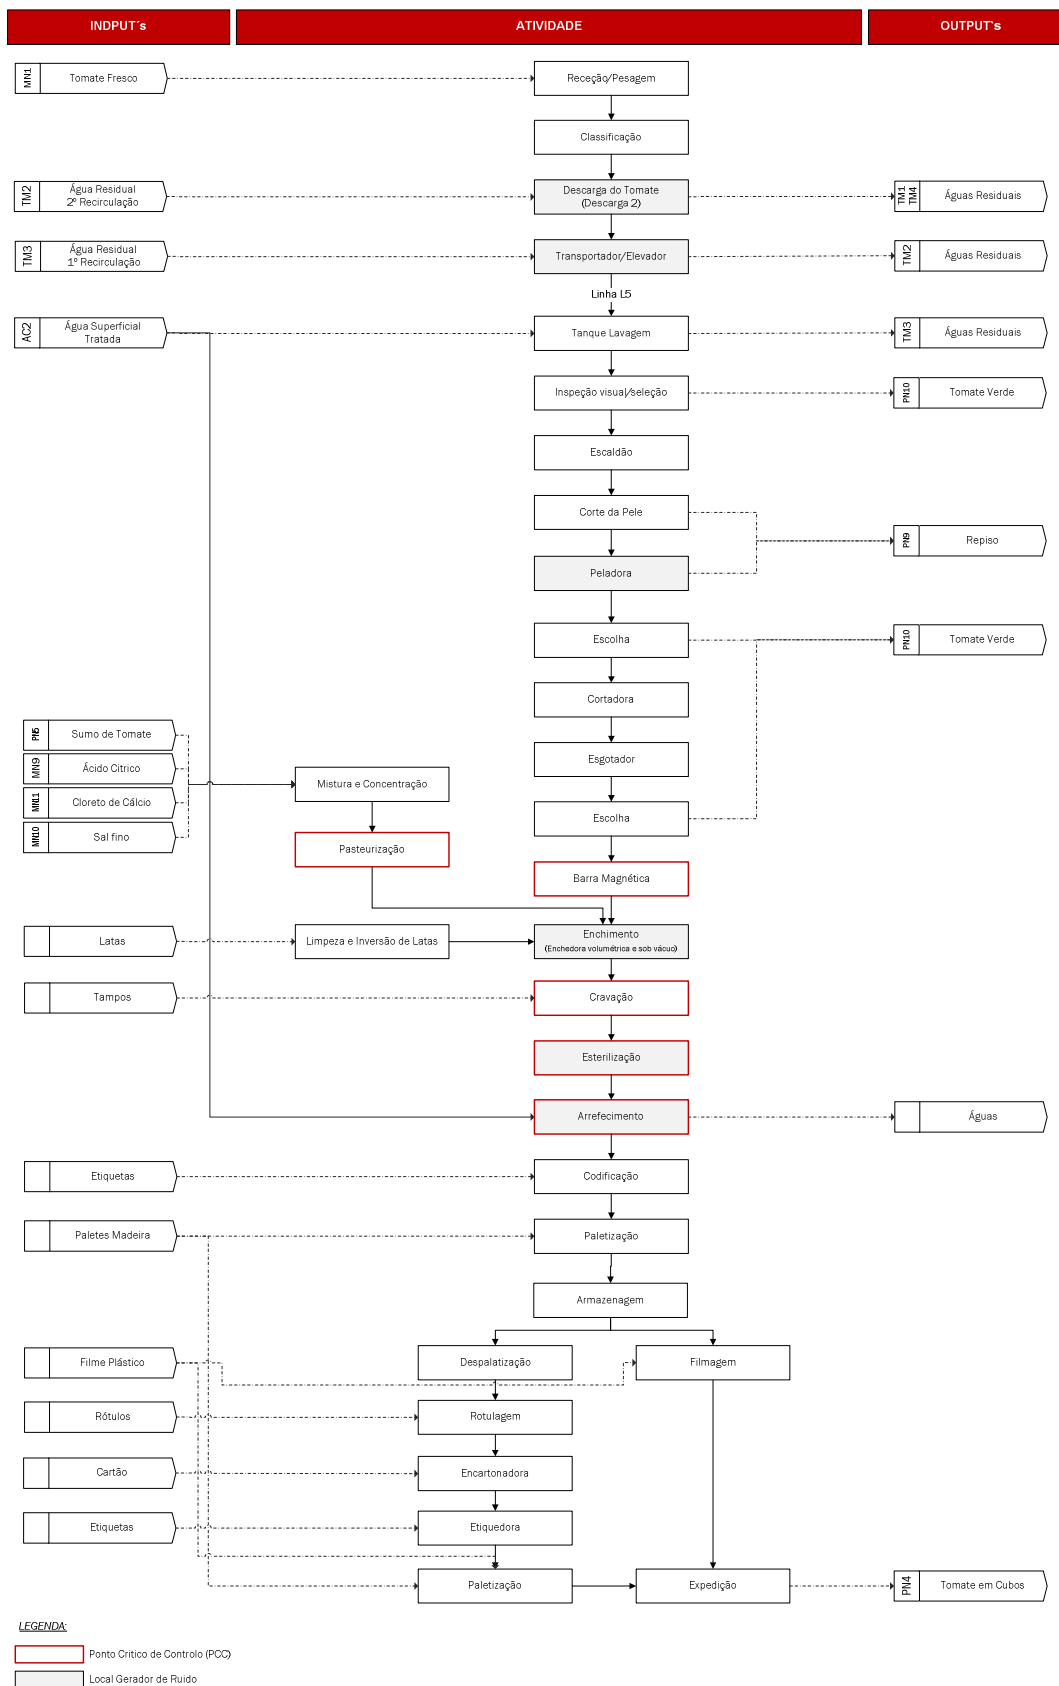 INDPUT´s
ATIVIDADE
OUTPUT's
MN1
Tomate Fresco
Receção/Pesagem
Classificação
TM2
Água Residual
2º Recirculação
Descarga do Tomate
(Descarga 2)
TM1
TM4
Águas Residuais
TM3
Água Residual
1º Recirculação
Transportador/Elevador
TM2
Águas Residuais
Linha L5
AC2
Água Superficial
Tratada
Tanque Lavagem
TM3
Águas Residuais
Inspeção visual/seleção
PN10
Tomate Verde
Escaldão
Corte da Pele
PN9
Repiso
Peladora
Escolha
PN10
Tomate Verde
Cortadora
PN5
Sumo de Tomate
Esgotador
MN9
Ácido Citrico
Mistura e Concentração
MN11
Cloreto de Cálcio
Escolha
MN10
Sal fino
Pasteurização
Barra Magnética
Latas
Limpeza e Inversão de Latas
Enchimento
(Enchedora volumétrica e sob vácuo)
Tampos
Cravação
Esterilização
Arrefecimento
Águas
Etiquetas
Codificação
Paletes Madeira
Paletização
Armazenagem
Filme Plástico
Despalatização
Filmagem
Rótulos
Rotulagem
Cartão
Encartonadora
Etiquetas
Etiquedora
Paletização
Expedição
PN4
Tomate em Cubos
LEGENDA:
Ponto Critico de Controlo (PCC)
Local Gerador de Ruido